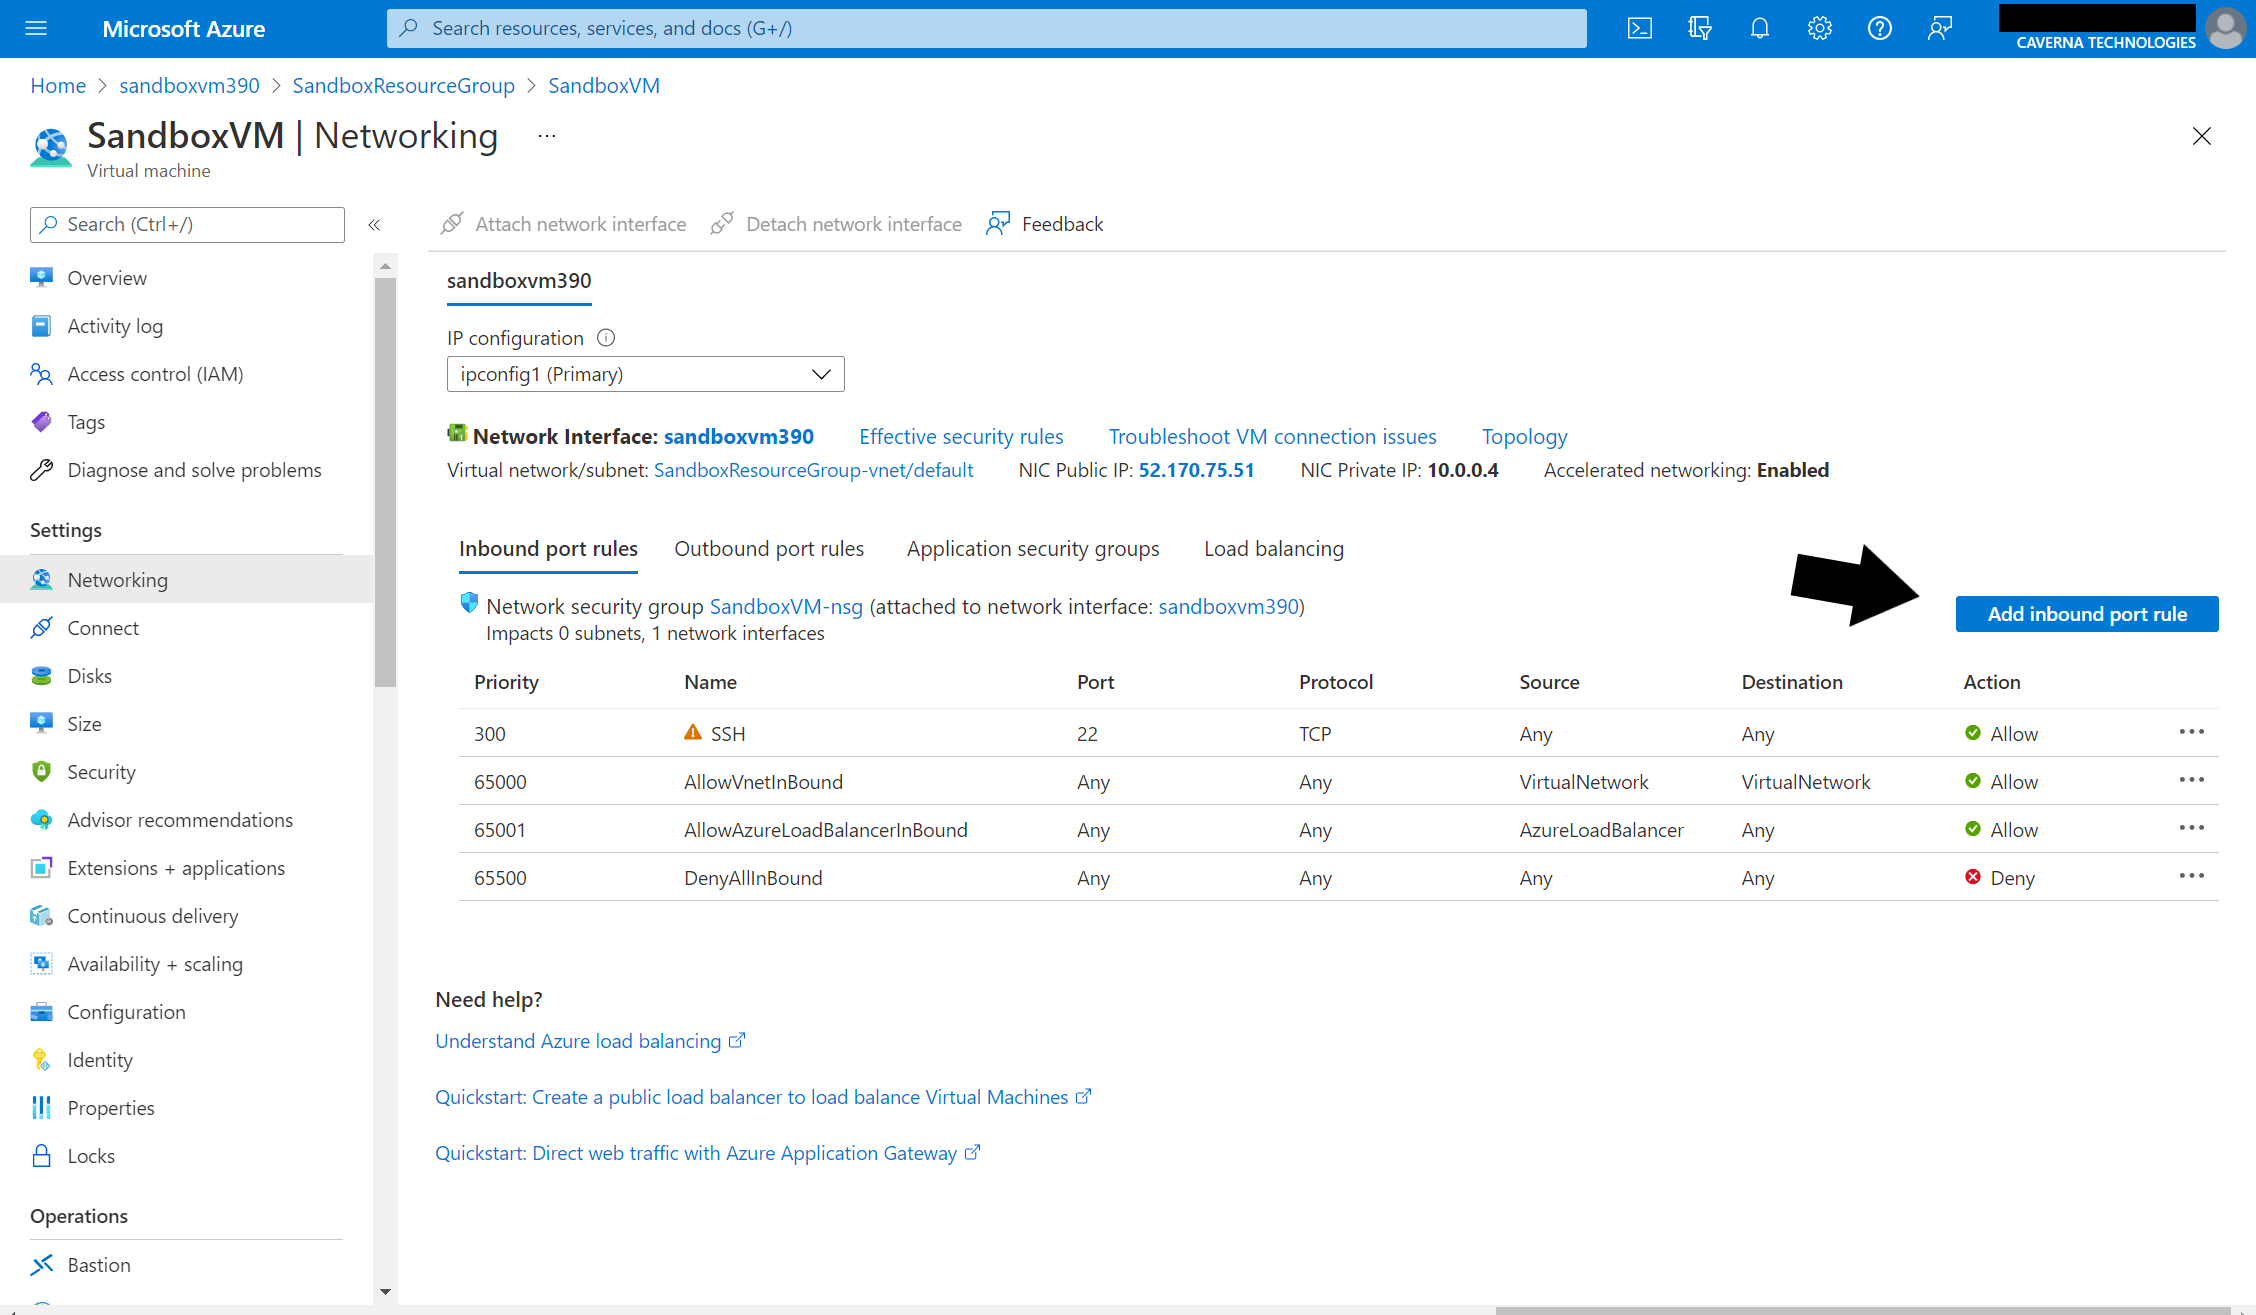 Microsoft Azure
Search resources, services, and docs (G+/)
CAVERNA TECHNOLOGIES
Home > sandboxvm390 > SandboxResourceGroup > SandboxVM
SandboxVM | Networking ...
Virtual machine
Search (Ctrl+/)
«
Overview
Activity log
Access control (IAM)
Tags
Diagnose and solve problems
Settings
Networking
Connect
Disks
Size
Security
Advisor recommendations
Extensions + applications
Continuous delivery
Availability + scaling
Configuration
Identity
Properties
Locks
Operations
Bastion
Attach network interface Detach network interface Feedback
sandboxvm390
IP configuration
ipconfig1 (Primary)
Network Interface: sandboxvm390 Effective security rules Troubleshoot VM connection issues Topology
Virtual network/subnet: SandboxResourceGroup-vnet/default NIC Public IP: 52.170.75.51 NIC Private IP: 10.0.0.4 Accelerated networking: Enabled
Inbound port rules Outbound port rules Application security groups Load balancing
Network security group SandboxVM-nsg (attached to network interface: sandboxvm390)
Impacts 0 subnets, 1 network interfaces
Add inbound port rule
Priority Name Port Protocol Source Destination Action
300 SSH 22 TCP Any Any Allow ...
65000 AllowVnetInBound Any Any VirtualNetwork VirtualNetwork Allow ...
65001 AllowAzureLoadBalancerInBound Any Any AzureLoadBalancer Any Allow ...
65500 DenyAllInBound Any Any Any Any Deny ...
Need help?
Understand Azure load balancing
Quickstart: Create a public load balancer to load balance Virtual Machines
Quickstart: Direct web traffic with Azure Application Gateway